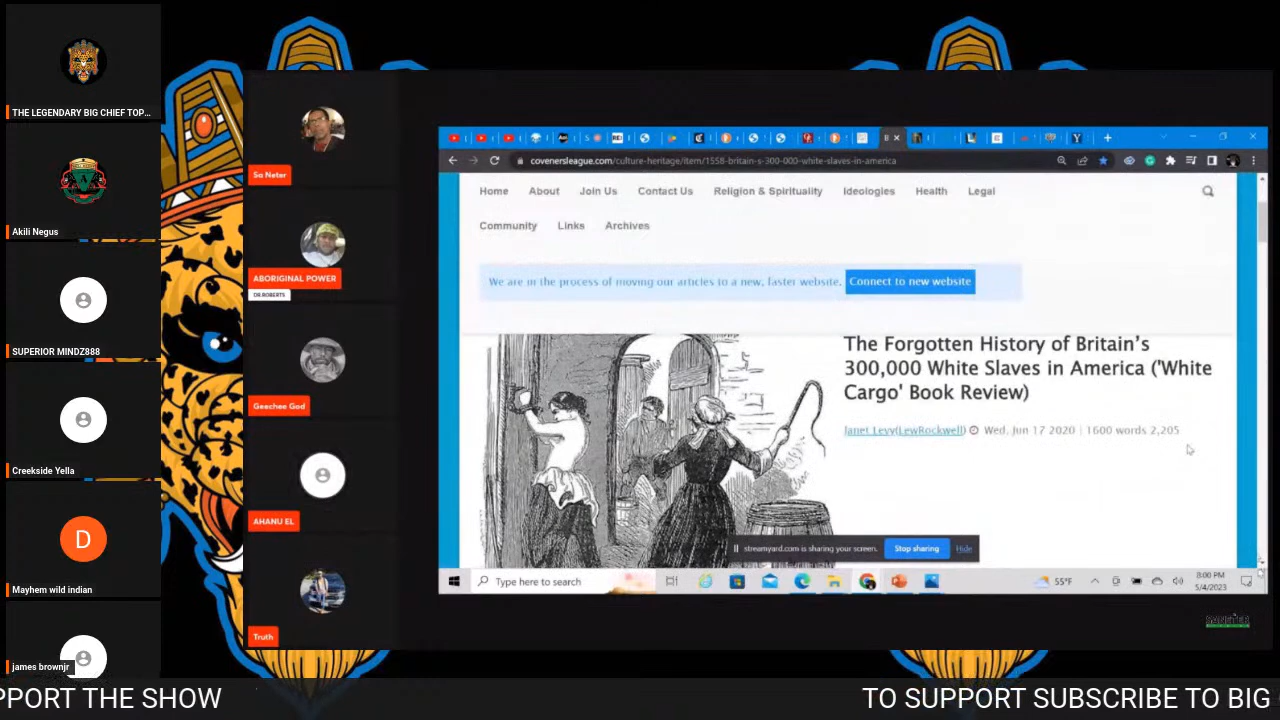 THE LEGENDARY BIG CHIEF TOP...
Akili Negus
SUPERIOR MINDZ888
Creekside Yella
D
Mayhem wild indian
james brownjr
Sa Neter
ABORIGINAL POWER
DR.ROBERTS
Geechee God
AHANU EL
Truth
covenersleague.com/culture-heritage/item/1558-britain-s-300-000-white-slaves-in-america
Home About Join Us Contact Us Religion & Spirituality Ideologies Health Legal
Community Links Archives
We are in the process of moving our articles to a new, faster website. Connect to new website
The Forgotten History of Britain's
300,000 White Slaves in America ('White
Cargo' Book Review)
Janet Levy(LewRockwell) Wed, Jun 17 2020 | 1600 words 2,205
streamyard.com is sharing your screen. Stop sharing Hide
Type here to search
55°F
8:00 PM
5/4/2023
SANETER
PPORT THE SHOW
TO SUPPORT SUBSCRIBE TO BIG